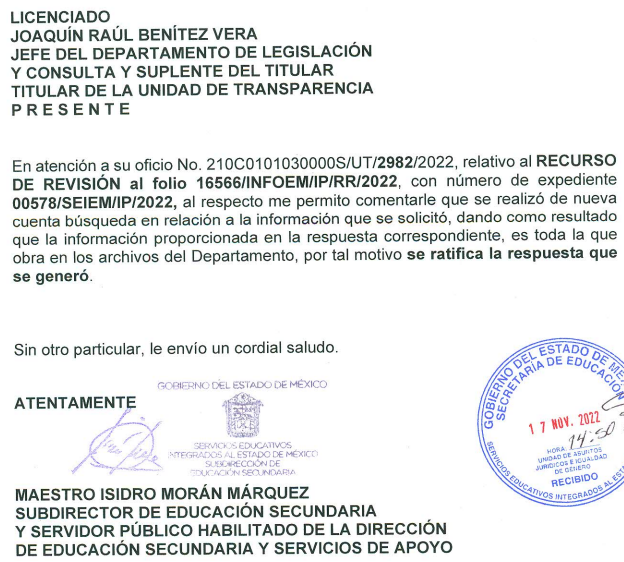 LICENCIADO
JOAQUÍN RAÚL BENÍTEZ VERA
JEFE DEL DEPARTAMENTO DE LEGISLACIÓN
Y CONSULTA Y SUPLENTE DEL TITULAR
TITULAR DE LA UNIDAD DE TRANSPARENCIA
P R E S E N T E
En atención a su oficio No. 210C0101030000S/UT/2982/2022, relativo al RECURSO
DE REVISIÓN al folio 16566/INFOEM/IP/RR/2022, con número de expediente
00578/SEIEM/IP/2022, al respecto me permito comentarle que se realizó de nueva
cuenta búsqueda en relación a la información que se solicitó, dando como resultado
que la información proporcionada en la respuesta correspondiente, es toda la que
obra en los archivos del Departamento, por tal motivo se ratifica la respuesta que
se generó.
Sin otro particular, le envío un cordial saludo.
ATENTAMENTE
GOBIERNO DEL ESTADO DE MÉXICO
SERVICIOS EDUCATIVOS
INTEGRADOS AL ESTADO DE MÉXICO
SUBDIRECCIÓN DE
EDUCACIÓN SECUNDARIA
GOBIERNO DEL ESTADO DE
SECRETARÍA DE EDUCACIÓN
17 NOV. 2022
HORA: 14:50
UNIDAD DE ASUNTOS
JURÍDICOS E IGUALDAD
DE GÉNERO
RECIBIDO
SERVICIOS EDUCATIVOS INTEGRADOS AL
MAESTRO ISIDRO MORÁN MÁRQUEZ
SUBDIRECTOR DE EDUCACIÓN SECUNDARIA
Y SERVIDOR PÚBLICO HABILITADO DE LA DIRECCIÓN
DE EDUCACIÓN SECUNDARIA Y SERVICIOS DE APOYO